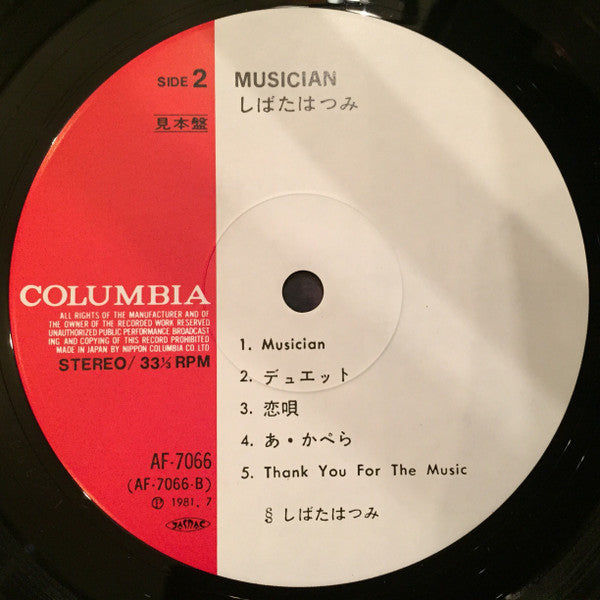 SIDE 2
見本盤
MUSICIAN
しばたはつみ
COLUMBIA
ALL RIGHTS OF THE MANUFACTURER AND OF
THE OWNER OF THE RECORDED WORK RESERVED
UNAUTHORIZED PUBLIC PERFORMANCE BROADCAST
ING AND COPYING OF THIS RECORD PROHIBITED
MADE IN JAPAN BY NIPPON COLUMBIA CO LTD
STEREO/33⅓RPM
AF-7066
(AF-7066-B)
Ⓟ 1981. 7
JASRAC
1. Musician
2. デュエット
3. 恋唄
4. あ・かぺら
5. Thank You For The Music
§ しばたはつみ